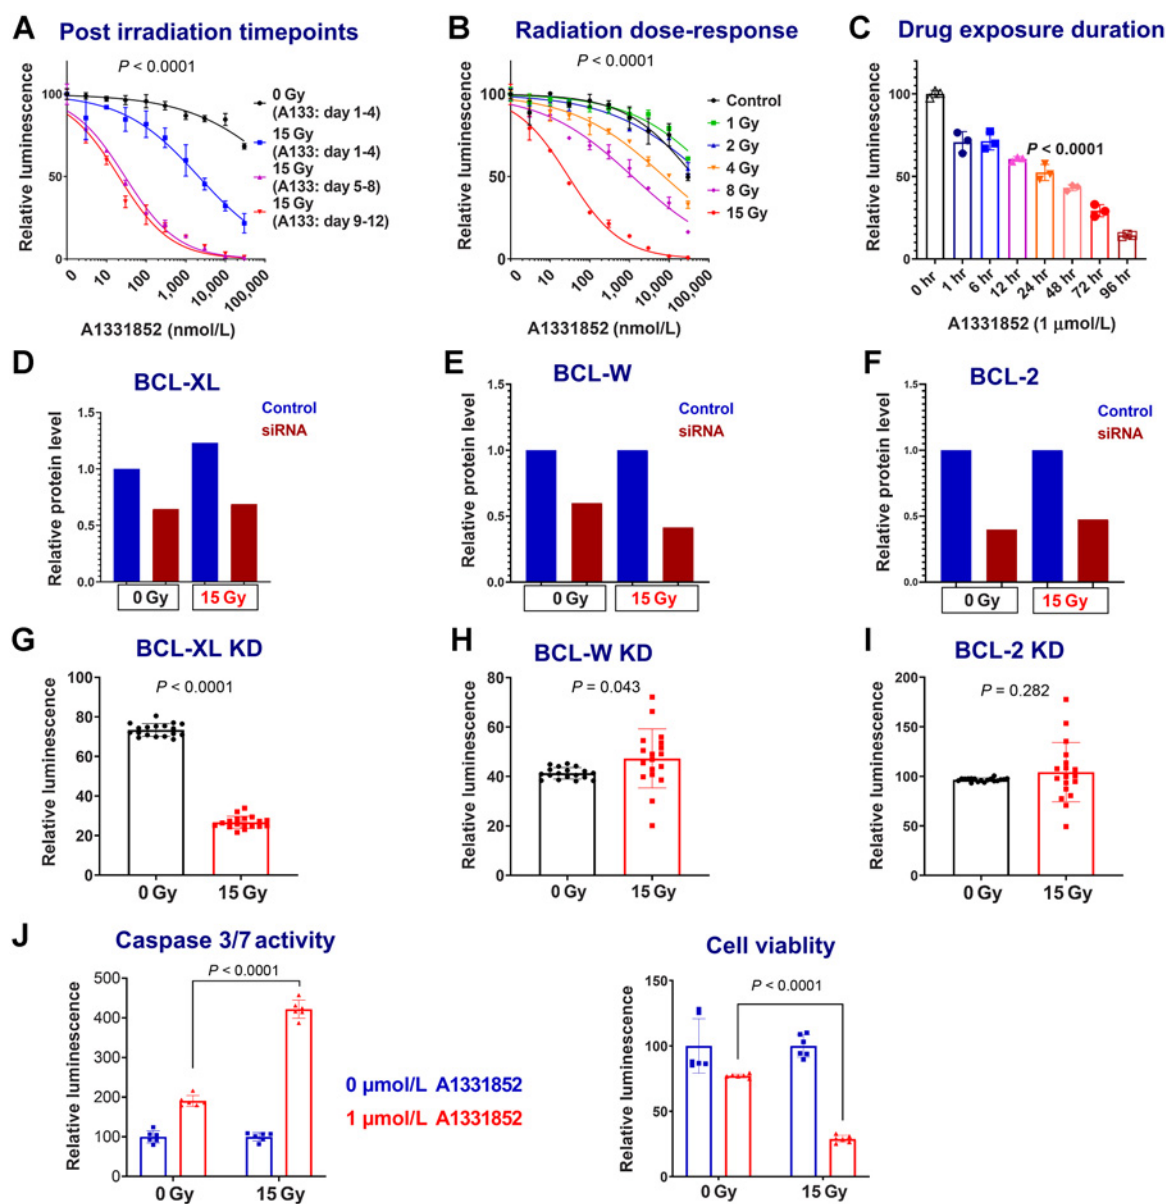 A Post irradiation timepoints
P < 0.0001
Relative luminescence
100
50
0
0 10 100 1,000 10,000 100,000
A1331852 (nmol/L)
0 Gy
(A133: day 1-4)
15 Gy
(A133: day 1-4)
15 Gy
(A133: day 5-8)
15 Gy
(A133: day 9-12)
B Radiation dose-response
P < 0.0001
Relative luminescence
100
50
0
0 10 100 1,000 10,000 100,000
A1331852 (nmol/L)
Control
1 Gy
2 Gy
4 Gy
8 Gy
15 Gy
C Drug exposure duration
P < 0.0001
Relative luminescence
100
75
50
25
0
0 hr 1 hr 6 hr 12 hr 24 hr 48 hr 72 hr 96 hr
A1331852 (1 μmol/L)
D BCL-XL
Control
siRNA
Relative protein level
1.5
1.0
0.5
0.0
0 Gy 15 Gy
E BCL-W
Control
siRNA
Relative protein level
1.5
1.0
0.5
0.0
0 Gy 15 Gy
F BCL-2
Control
siRNA
Relative protein level
1.5
1.0
0.5
0.0
0 Gy 15 Gy
G BCL-XL KD
P < 0.0001
Relative luminescence
100
80
60
40
20
0
0 Gy 15 Gy
H BCL-W KD
P = 0.043
Relative luminescence
80
60
40
20
0
0 Gy 15 Gy
I BCL-2 KD
P = 0.282
Relative luminescence
200
150
100
50
0
0 Gy 15 Gy
J Caspase 3/7 activity
P < 0.0001
Relative luminescence
500
400
300
200
100
0
0 Gy 15 Gy
0 μmol/L A1331852
1 μmol/L A1331852
Cell viablity
P < 0.0001
Relative luminescence
150
100
50
0
0 Gy 15 Gy